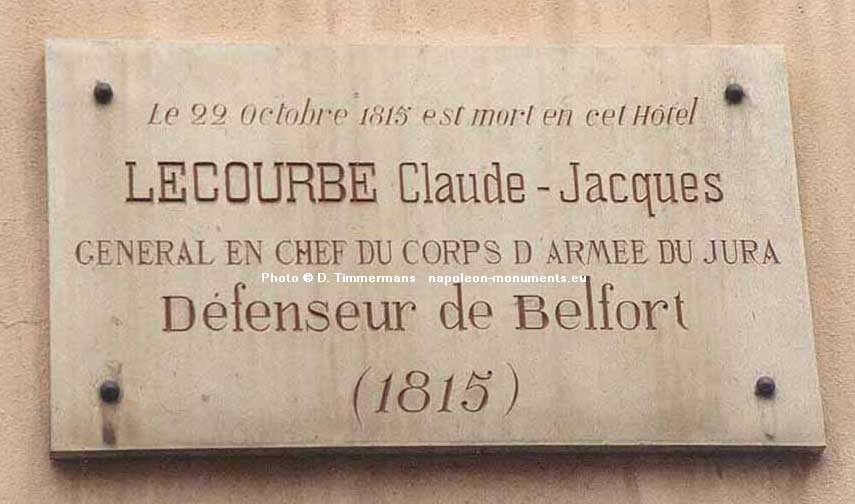 Le 22 Octobre 1815 est mort en cet Hôtel
LECOURBE Claude-Jacques
GENERAL EN CHEF DU CORPS D'ARMEE DU JURA
Photo © D. Timmermans napoleon-monuments.eu
Défenseur de Belfort
(1815)